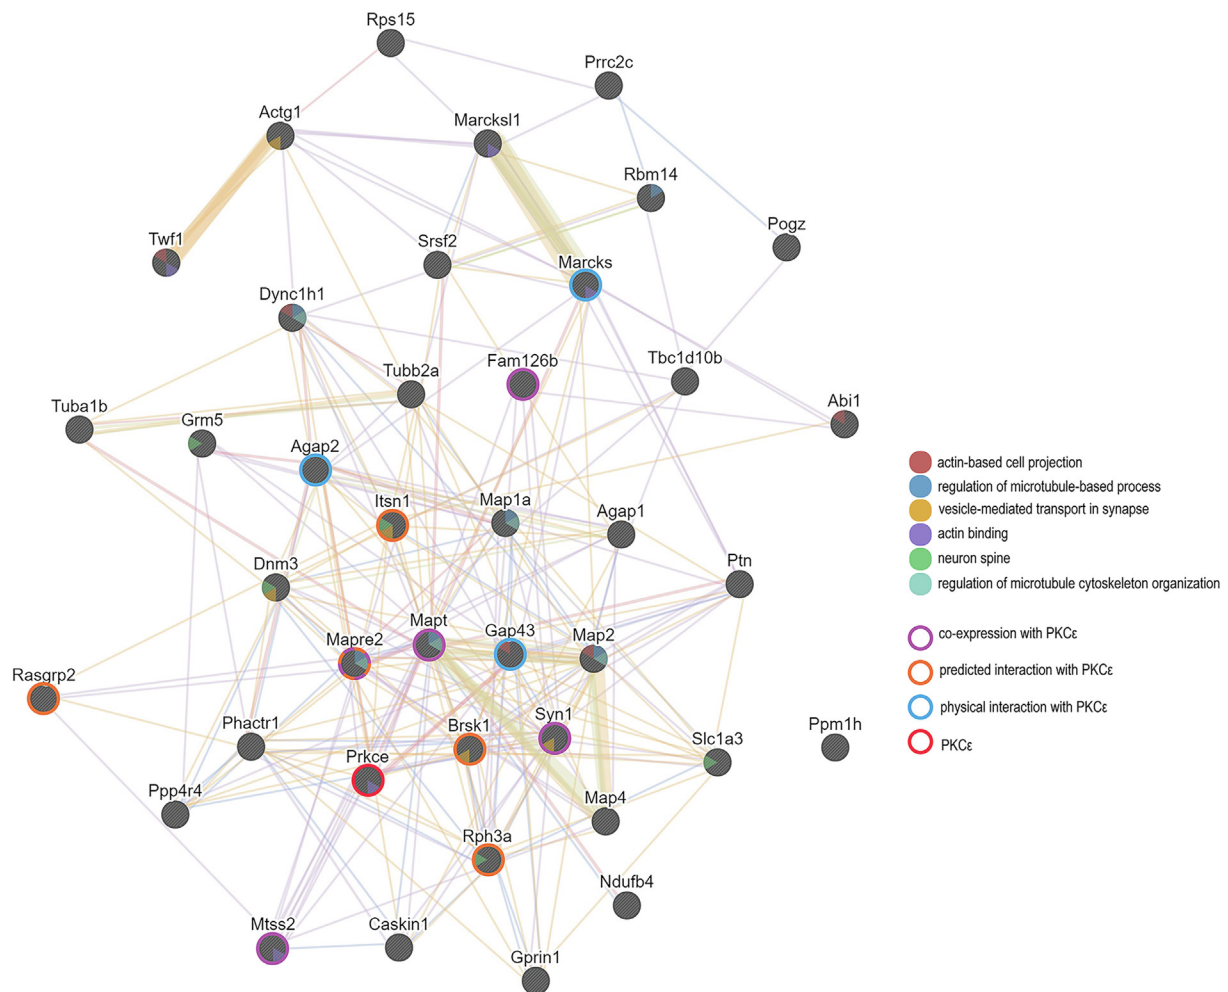 Rps15
Prrc2c
Actg1
Marcksl1
Rbm14
Pogz
Twf1
Srsf2
Marcks
Dync1h1
Tubb2a
Fam126b
Tbc1d10b
Tuba1b
Grm5
Abi1
Agap2
Itsn1
Map1a
Agap1
Dnm3
Ptn
Mapt
Gap43
Map2
Mapre2
Rasgrp2
Phactr1
Brsk1
Syn1
Slc1a3
Ppm1h
Prkce
Ppp4r4
Map4
Rph3a
Ndufb4
Mtss2
Caskin1
Gprin1
actin-based cell projection
regulation of microtubule-based process
vesicle-mediated transport in synapse
actin binding
neuron spine
regulation of microtubule cytoskeleton organization
co-expression with PKCε
predicted interaction with PKCε
physical interaction with PKCε
PKCε